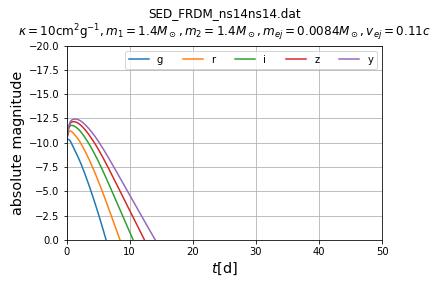 SED_FRDM_ns14ns14.dat
κ = 10cm²g⁻¹, m₁ = 1.4M⊙, m₂ = 1.4M⊙, mₑⱼ = 0.0084M⊙, vₑⱼ = 0.11c
g r i z y
−20.0
−17.5
−15.0
−12.5
−10.0
−7.5
−5.0
−2.5
0.0
absolute magnitude
0 10 20 30 40 50
t[d]